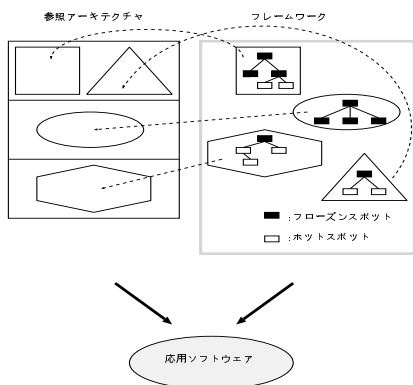 参照アーキテクチャ
フレームワーク
:フローズンスポット
:ホットスポット
応用ソフトウェア